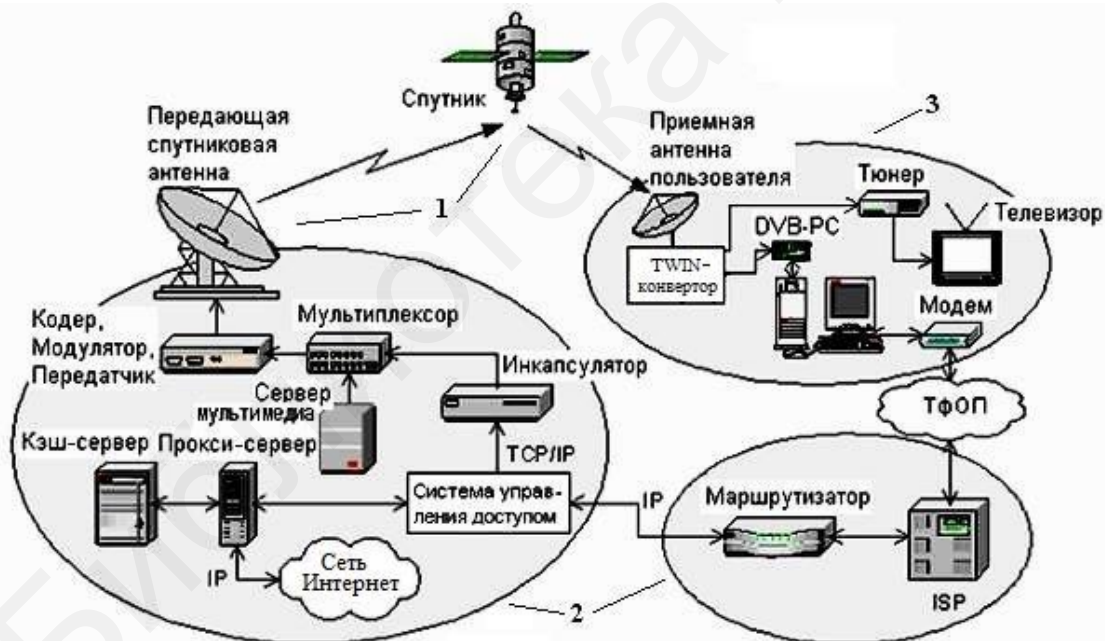 Спутник
Передающая
спутниковая
антенна
1
3
Приемная
антенна
пользователя
Тюнер
DVB-PC
Телевизор
TWIN-
конвертор
Модем
Кодер,
Модулятор,
Передатчик
Мультиплексор
Инкапсулятор
Сервер
мультимедиа
ТфОП
Кэш-сервер
Прокси-сервер
TCP/IP
Система управ-
ления доступом
IP
Маршрутизатор
IP
Сеть
Интернет
2
ISP
Библиотека